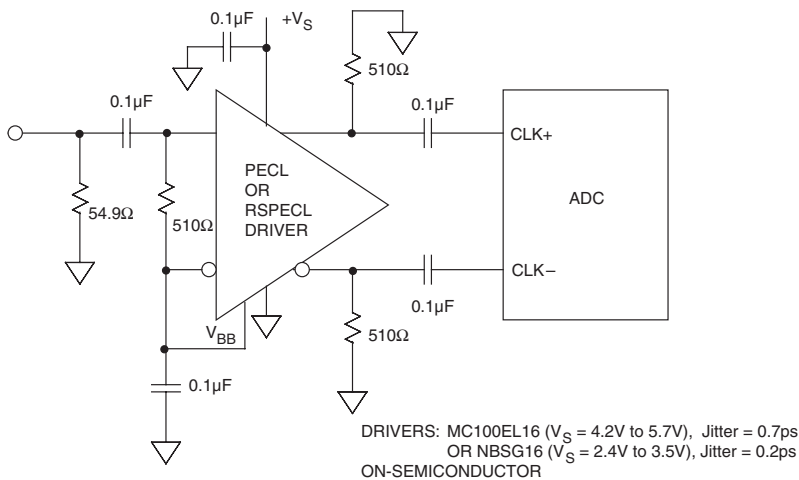 0.1µF
+VS
510Ω
0.1µF
0.1µF
CLK+
PECL
OR
RSPECL
DRIVER
ADC
54.9Ω
510Ω
CLK–
0.1µF
VBB
510Ω
0.1µF
DRIVERS: MC100EL16 (VS = 4.2V to 5.7V), Jitter = 0.7ps
OR NBSG16 (VS = 2.4V to 3.5V), Jitter = 0.2ps
ON-SEMICONDUCTOR